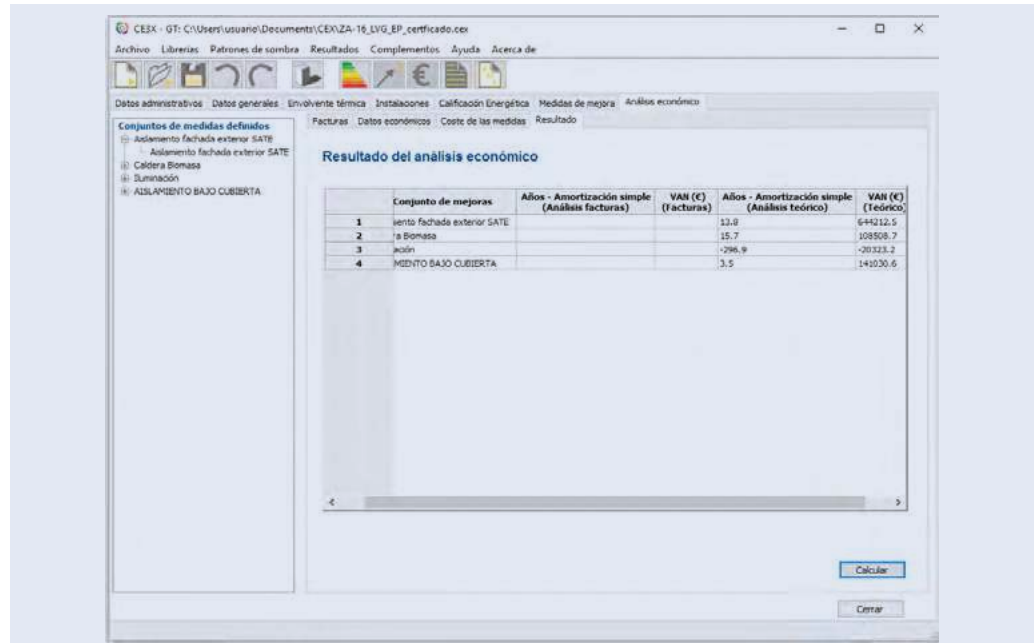 CE3X - GT: C:\Users\usuario\Documents\CEX\ZA-16_LVG_EP_certficado.cex
Archivo Librerías Patrones de sombra Resultados Complementos Ayuda Acerca de
Datos administrativos Datos generales Envolvente térmica Instalaciones Calificación Energética Medidas de mejora Análisis económico
Conjuntos de medidas definidos
Aislamiento fachada exterior SATE
Aislamiento fachada exterior SATE
Caldera Biomasa
Iluminación
AISLAMIENTO BAJO CUBIERTA
Facturas Datos económicos Coste de las medidas Resultado
Resultado del análisis económico
Conjunto de mejoras Años - Amortización simple (Análisis facturas) VAN (€) (Facturas) Años - Amortización simple (Análisis teórico) VAN (€) (Teórico)
1 iento fachada exterior SATE 13.8 644212.5
2 ra Biomasa 15.7 108508.7
3 ación -296.9 -20323.2
4 MIENTO BAJO CUBIERTA 3.5 141030.6
Calcular
Cerrar